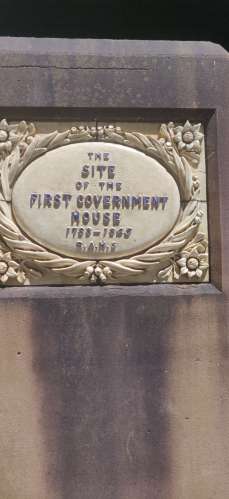 THE
SITE
OF THE
FIRST GOVERNMENT
HOUSE
1788-1845
R.A.H.S